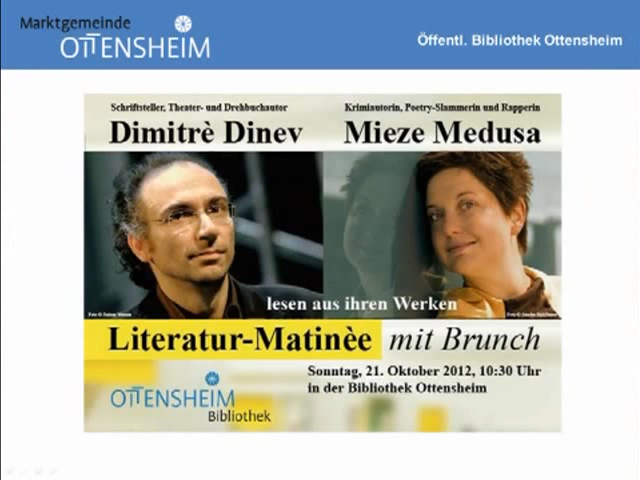 Marktgemeinde
OTTENSHEIM
Öffentl. Bibliothek Ottensheim
Schriftsteller, Theater- und Drehbuchautor
Dimitrè Dinev
Krimiautorin, Poetry-Slammerin und Rapperin
Mieze Medusa
lesen aus ihren Werken
Literatur-Matinèe mit Brunch
Sonntag, 21. Oktober 2012, 10:30 Uhr
in der Bibliothek Ottensheim
OTTENSHEIM
Bibliothek